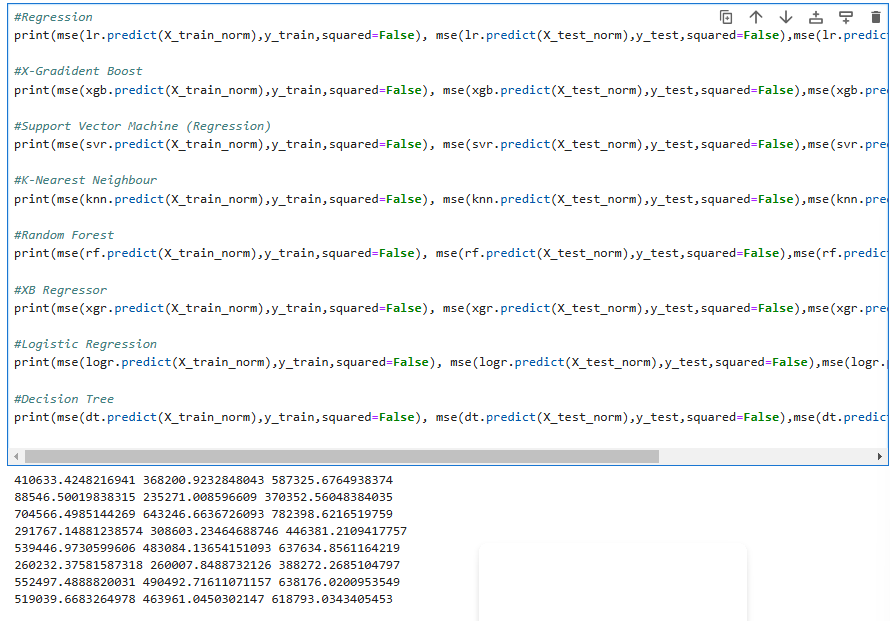 #Regression
print(mse(lr.predict(X_train_norm),y_train,squared=False), mse(lr.predict(X_test_norm),y_test,squared=False),mse(lr.predic
#X-Gradident Boost
print(mse(xgb.predict(X_train_norm),y_train,squared=False), mse(xgb.predict(X_test_norm),y_test,squared=False),mse(xgb.pre
#Support Vector Machine (Regression)
print(mse(svr.predict(X_train_norm),y_train,squared=False), mse(svr.predict(X_test_norm),y_test,squared=False),mse(svr.pre
#K-Nearest Neighbour
print(mse(knn.predict(X_train_norm),y_train,squared=False), mse(knn.predict(X_test_norm),y_test,squared=False),mse(knn.pre
#Random Forest
print(mse(rf.predict(X_train_norm),y_train,squared=False), mse(rf.predict(X_test_norm),y_test,squared=False),mse(rf.predic
#XB Regressor
print(mse(xgr.predict(X_train_norm),y_train,squared=False), mse(xgr.predict(X_test_norm),y_test,squared=False),mse(xgr.pre
#Logistic Regression
print(mse(logr.predict(X_train_norm),y_train,squared=False), mse(logr.predict(X_test_norm),y_test,squared=False),mse(logr.
#Decision Tree
print(mse(dt.predict(X_train_norm),y_train,squared=False), mse(dt.predict(X_test_norm),y_test,squared=False),mse(dt.predic
410633.4248216941 368200.9232848043 587325.6764938374
88546.50019838315 235271.008596609 370352.56048384035
704566.4985144269 643246.6636726093 782398.6216519759
291767.14881238574 308603.23464688746 446381.2109417757
539446.9730599606 483084.13654151093 637634.8561164219
260232.37581587318 260007.8488732126 388272.2685104797
552497.4888820031 490492.71611071157 638176.0200953549
519039.6683264978 463961.0450302147 618793.0343405453